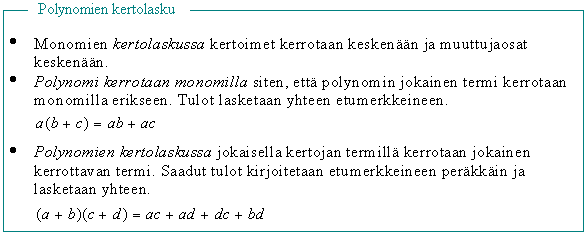 Polynomien kertolasku
• Monomien kertolaskussa kertoimet kerrotaan keskenään ja muuttujaosat
keskenään.
• Polynomi kerrotaan monomilla siten, että polynomin jokainen termi kerrotaan
monomilla erikseen. Tulot lasketaan yhteen etumerkkeineen.
a(b + c) = ab + ac
• Polynomien kertolaskussa jokaisella kertojan termillä kerrotaan jokainen
kerrottavan termi. Saadut tulot kirjoitetaan etumerkkeineen peräkkäin ja
lasketaan yhteen.
(a + b)(c + d) = ac + ad + dc + bd